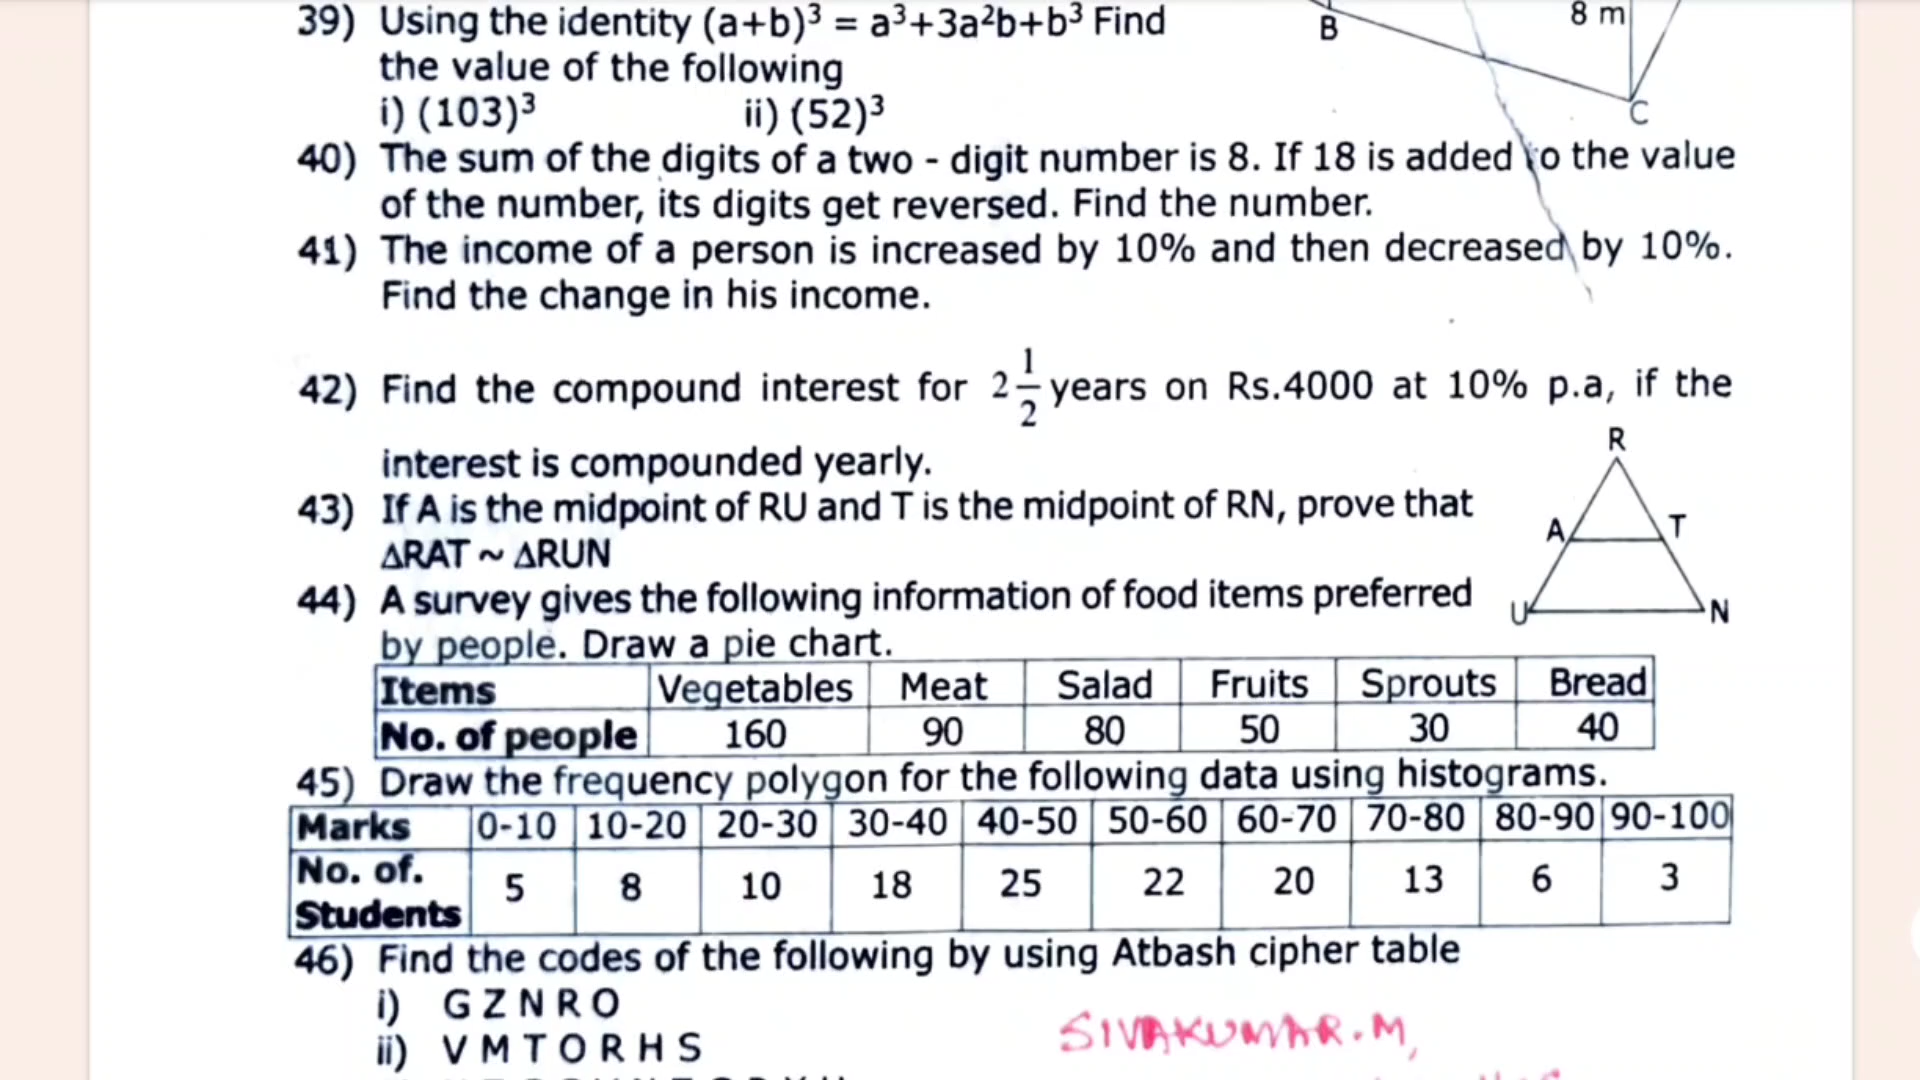 39) Using the identity (a+b)³ = a³+3a²b+b³ Find
the value of the following
i) (103)³ ii) (52)³
B
8 m
C
40) The sum of the digits of a two - digit number is 8. If 18 is added to the value
of the number, its digits get reversed. Find the number.
41) The income of a person is increased by 10% and then decreased by 10%.
Find the change in his income.
42) Find the compound interest for 2 1/2 years on Rs.4000 at 10% p.a, if the
interest is compounded yearly.
43) If A is the midpoint of RU and T is the midpoint of RN, prove that
ΔRAT ~ ΔRUN
R
A T
U N
44) A survey gives the following information of food items preferred
by people. Draw a pie chart.
Items Vegetables Meat Salad Fruits Sprouts Bread
No. of people 160 90 80 50 30 40
45) Draw the frequency polygon for the following data using histograms.
Marks 0-10 10-20 20-30 30-40 40-50 50-60 60-70 70-80 80-90 90-100
No. of. Students 5 8 10 18 25 22 20 13 6 3
46) Find the codes of the following by using Atbash cipher table
i) G Z N R O
ii) V M T O R H S
SIVAKUMAR.M,